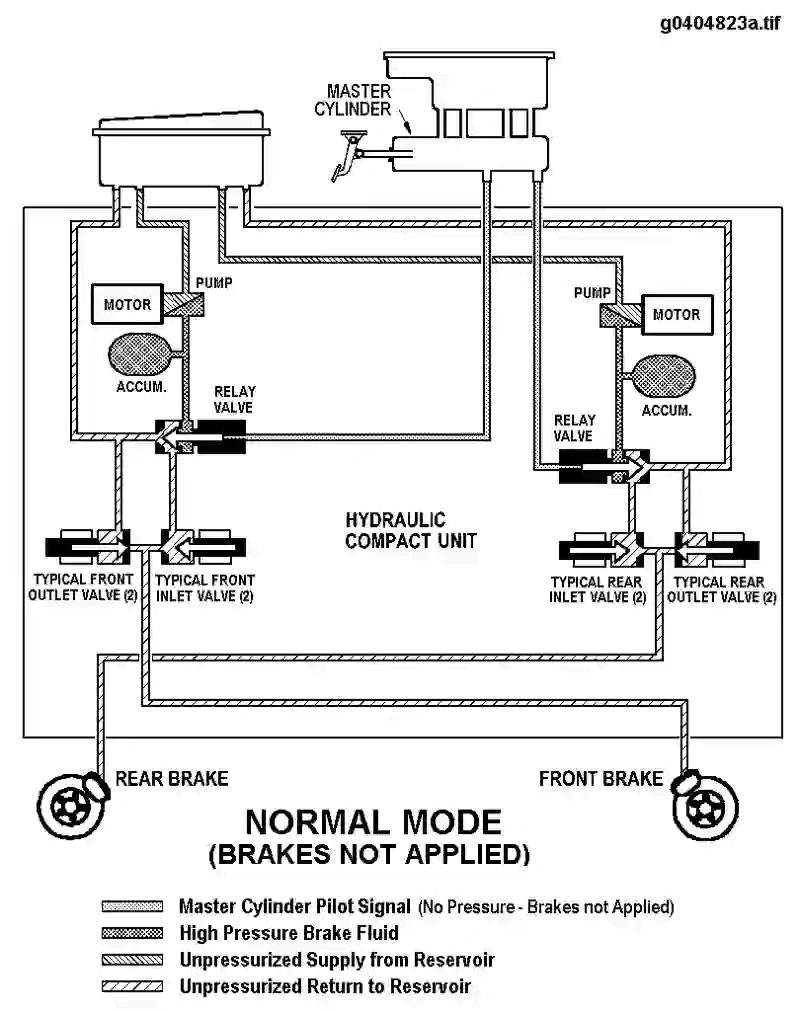 g0404823a.tif
MASTER
CYLINDER
PUMP
MOTOR
PUMP
MOTOR
ACCUM.
ACCUM.
RELAY
VALVE
RELAY
VALVE
HYDRAULIC
COMPACT UNIT
TYPICAL FRONT
OUTLET VALVE (2)
TYPICAL FRONT
INLET VALVE (2)
TYPICAL REAR
INLET VALVE (2)
TYPICAL REAR
OUTLET VALVE (2)
REAR BRAKE
FRONT BRAKE
NORMAL MODE
(BRAKES NOT APPLIED)
Master Cylinder Pilot Signal (No Pressure - Brakes not Applied)
High Pressure Brake Fluid
Unpressurized Supply from Reservoir
Unpressurized Return to Reservoir